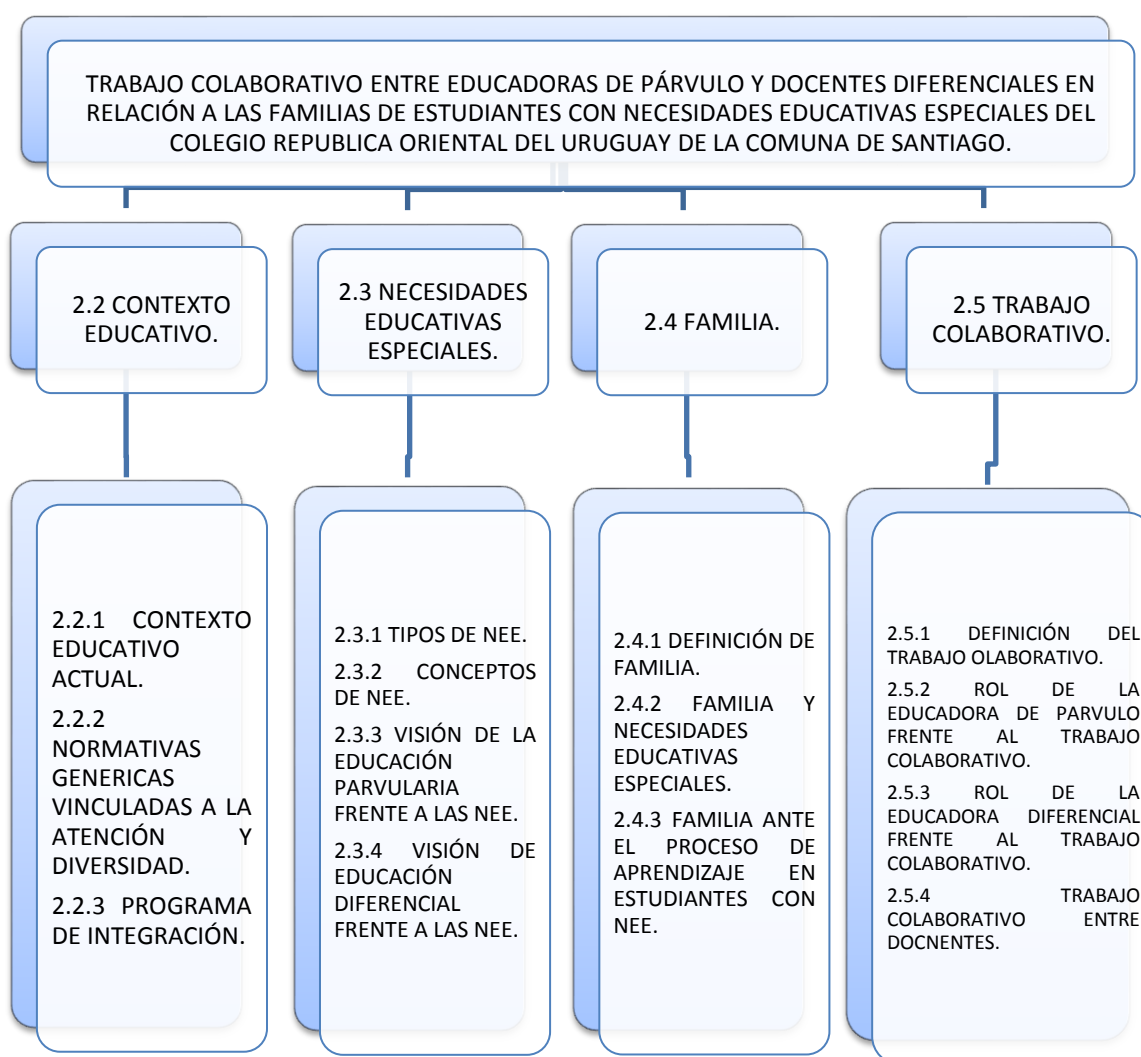 TRABAJO COLABORATIVO ENTRE EDUCADORAS DE PÁRVULO Y DOCENTES DIFERENCIALES EN
RELACIÓN A LAS FAMILIAS DE ESTUDIANTES CON NECESIDADES EDUCATIVAS ESPECIALES DEL
COLEGIO REPUBLICA ORIENTAL DEL URUGUAY DE LA COMUNA DE SANTIAGO.
2.2 CONTEXTO
EDUCATIVO.
2.3 NECESIDADES
EDUCATIVAS
ESPECIALES.
2.4 FAMILIA.
2.5 TRABAJO
COLABORATIVO.
2.2.1 CONTEXTO
EDUCATIVO
ACTUAL.
2.2.2
NORMATIVAS
GENERICAS
VINCULADAS A LA
ATENCIÓN Y
DIVERSIDAD.
2.2.3 PROGRAMA
DE INTEGRACIÓN.
2.3.1 TIPOS DE NEE.
2.3.2 CONCEPTOS
DE NEE.
2.3.3 VISIÓN DE LA
EDUCACIÓN
PARVULARIA
FRENTE A LAS NEE.
2.3.4 VISIÓN DE
EDUCACIÓN
DIFERENCIAL
FRENTE A LAS NEE.
2.4.1 DEFINICIÓN DE
FAMILIA.
2.4.2 FAMILIA Y
NECESIDADES
EDUCATIVAS
ESPECIALES.
2.4.3 FAMILIA ANTE
EL PROCESO DE
APRENDIZAJE EN
ESTUDIANTES CON
NEE.
2.5.1 DEFINICIÓN DEL
TRABAJO OLABORATIVO.
2.5.2 ROL DE LA
EDUCADORA DE PARVULO
FRENTE AL TRABAJO
COLABORATIVO.
2.5.3 ROL DE LA
EDUCADORA DIFERENCIAL
FRENTE AL TRABAJO
COLABORATIVO.
2.5.4 TRABAJO
COLABORATIVO ENTRE
DOCNENTES.